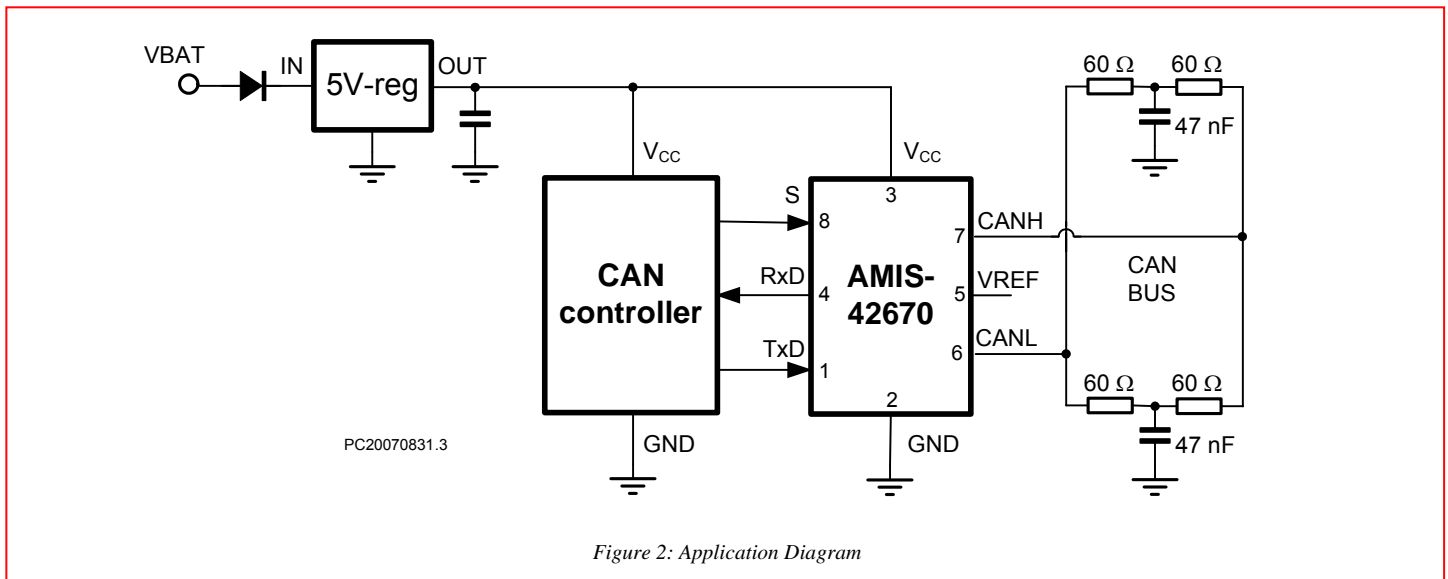 VBAT
IN
5V-reg
OUT
60 Ω
60 Ω
47 nF
VCC
VCC
S
8
3
7
CANH
CAN
controller
RxD
4
AMIS-
42670
5
VREF
CAN
BUS
TxD
1
6
CANL
2
60 Ω
60 Ω
47 nF
GND
GND
PC20070831.3
Figure 2: Application Diagram